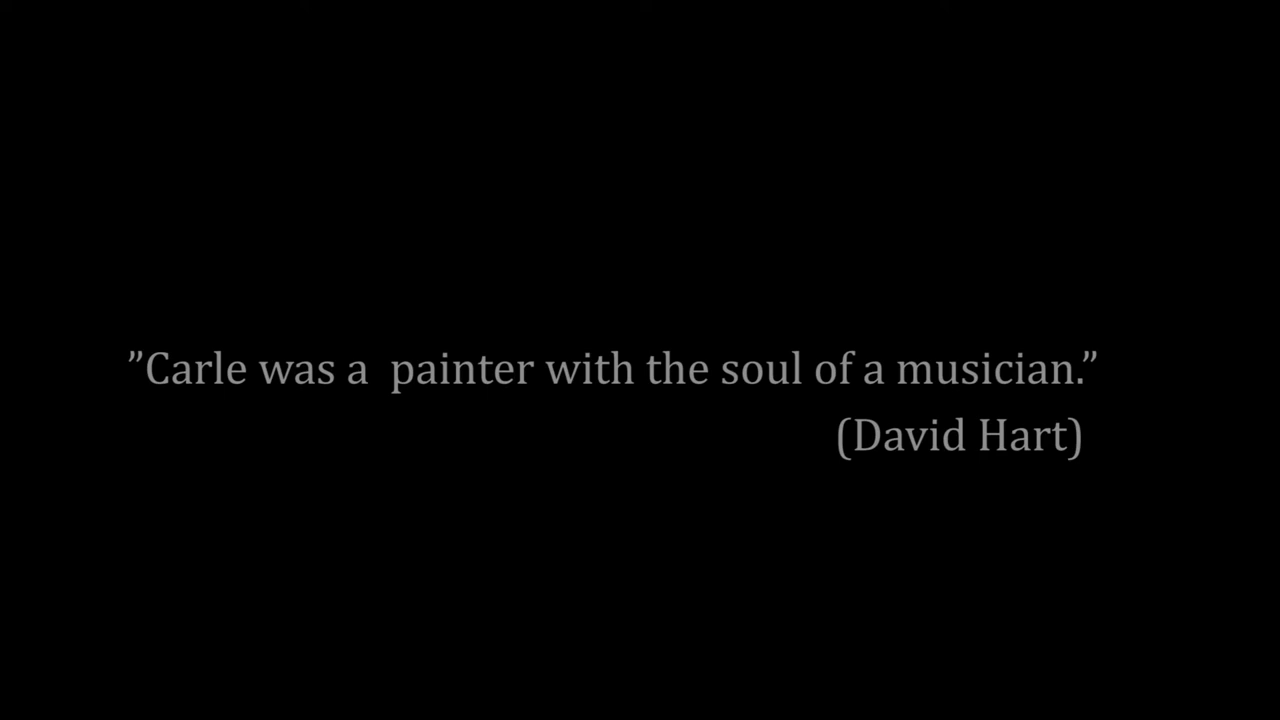 ”Carle was a  painter with the soul of a musician.”
(David Hart)